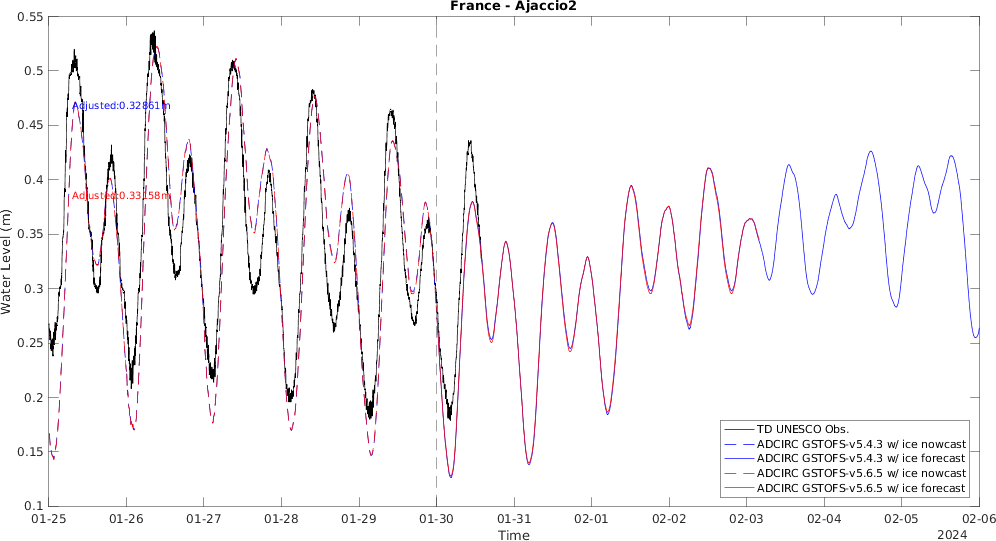 France - Ajaccio2
0.55
0.5
0.45
0.4
0.35
0.3
0.25
0.2
0.15
0.1
Water Level (m)
Adjusted:0.32861m
Adjusted:0.33158m
TD UNESCO Obs.
ADCIRC GSTOFS-v5.4.3 w/ ice nowcast
ADCIRC GSTOFS-v5.4.3 w/ ice forecast
ADCIRC GSTOFS-v5.6.5 w/ ice nowcast
ADCIRC GSTOFS-v5.6.5 w/ ice forecast
01-25 01-26 01-27 01-28 01-29 01-30 01-31 02-01 02-02 02-03 02-04 02-05 02-06
Time
2024